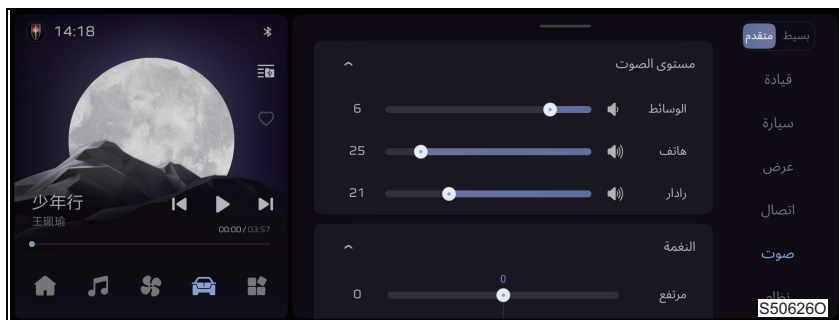 14:18
少年行
王珮瑜
00:00/03:57
مستوى الصوت
الوسائط 6
هاتف 25
رادار 21
النغمة
0
مرتفع 0
بسيط متقدم
قيادة
سيارة
عرض
اتصال
صوت
نظام
S50626O